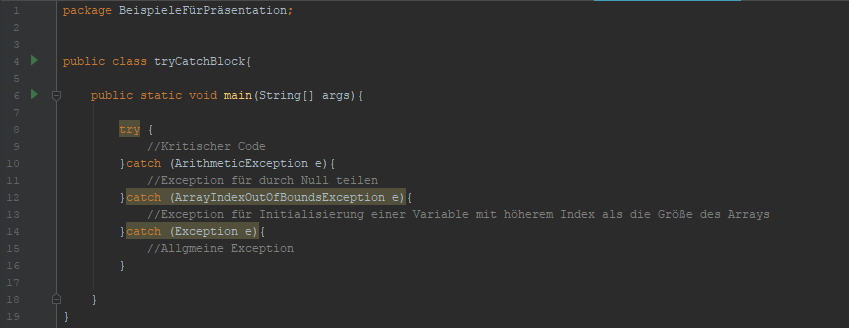 1 package BeispieleFürPräsentation;
2
3
4 public class tryCatchBlock{
5
6 public static void main(String[] args){
7
8 try {
9 //Kritischer Code
10 }catch (ArithmeticException e){
11 //Exception für durch Null teilen
12 }catch (ArrayIndexOutOfBoundsException e){
13 //Exception für Initialisierung einer Variable mit höherem Index als die Größe des Arrays
14 }catch (Exception e){
15 //Allgmeine Exception
16 }
17
18 }
19 }